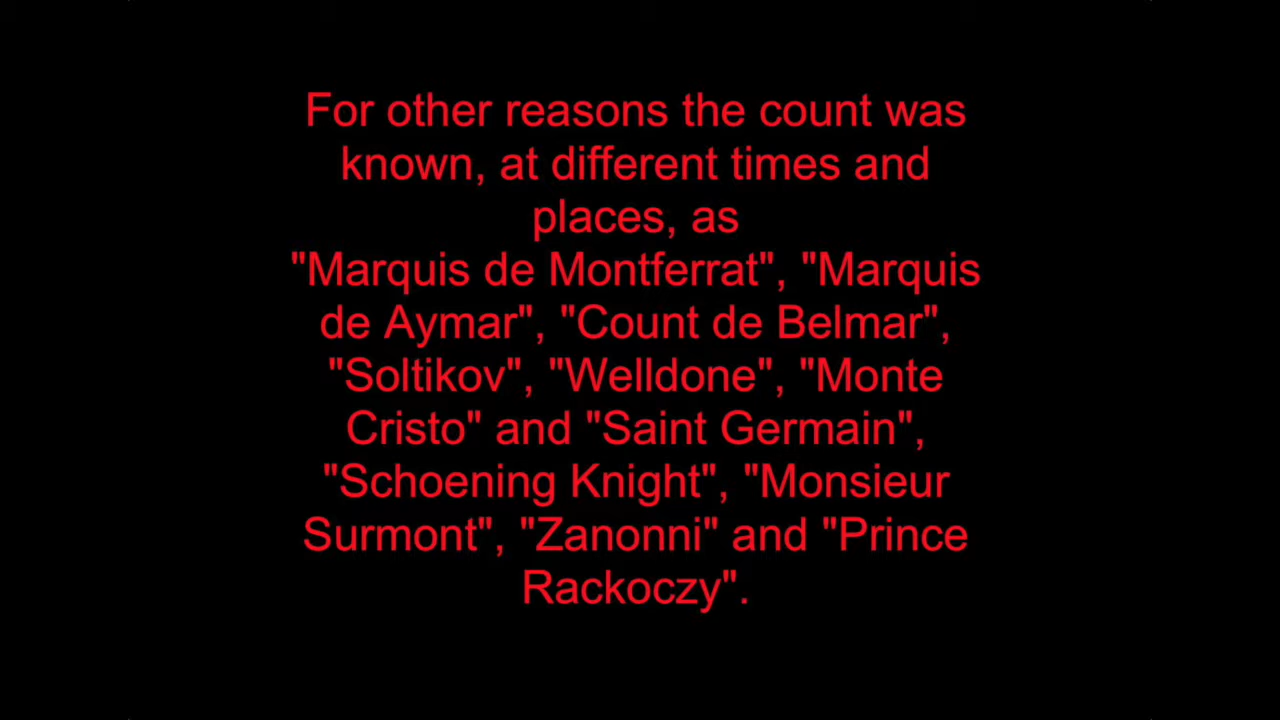 For other reasons the count was
known, at different times and
places, as
"Marquis de Montferrat", "Marquis
de Aymar", "Count de Belmar",
"Soltikov", "Welldone", "Monte
Cristo" and "Saint Germain",
"Schoening Knight", "Monsieur
Surmont", "Zanonni" and "Prince
Rackoczy".